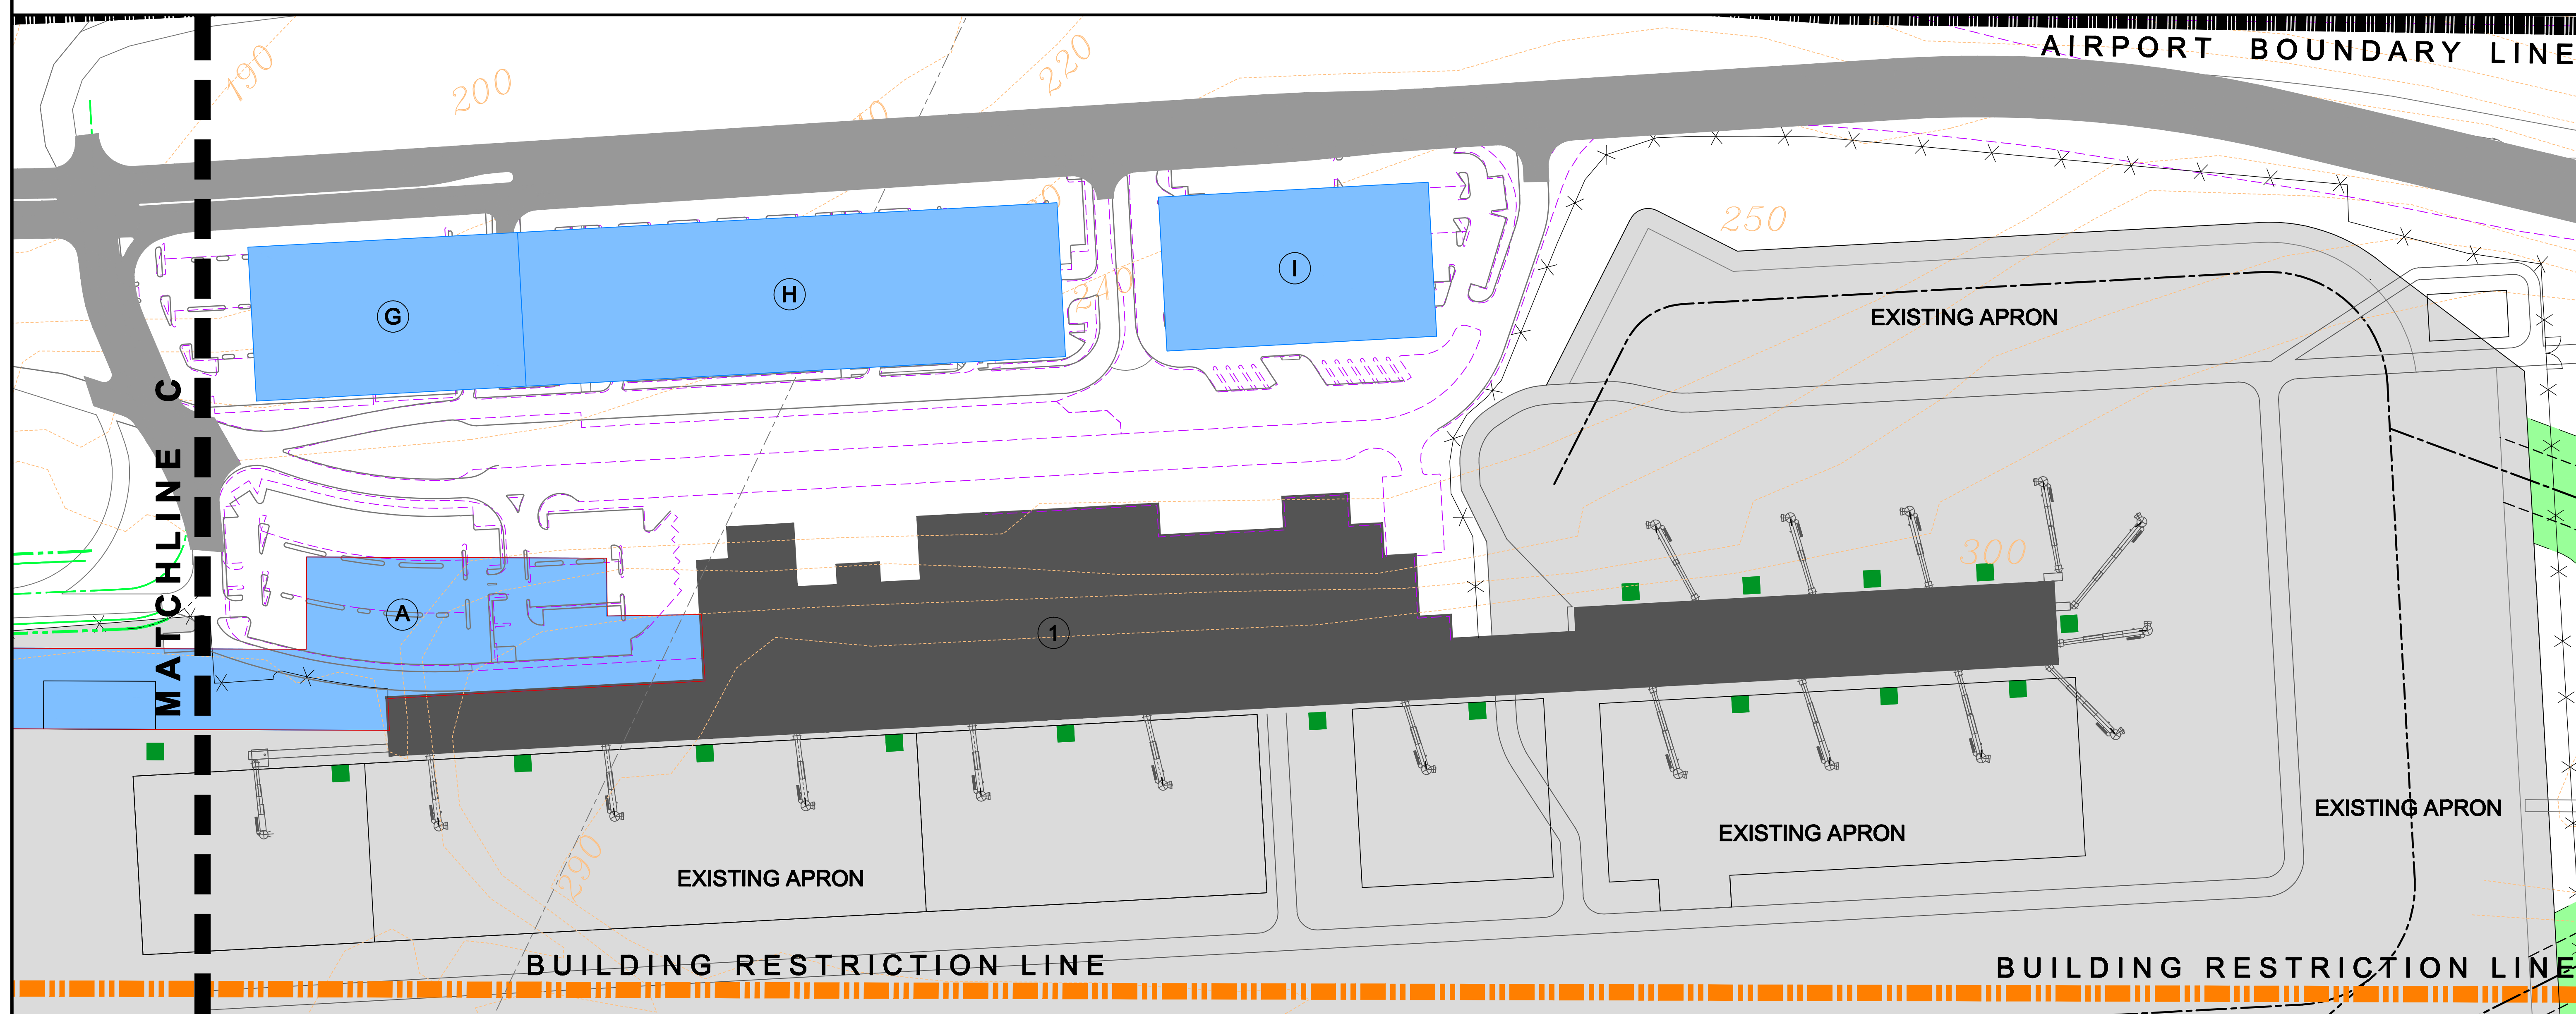 AIRPORT BOUNDARY LINE
190
200
220
250
G
H
I
240
EXISTING APRON
MATCHLINE C
300
A
1
EXISTING APRON
EXISTING APRON
290
EXISTING APRON
BUILDING RESTRICTION LINE
BUILDING RESTRICTION LINE